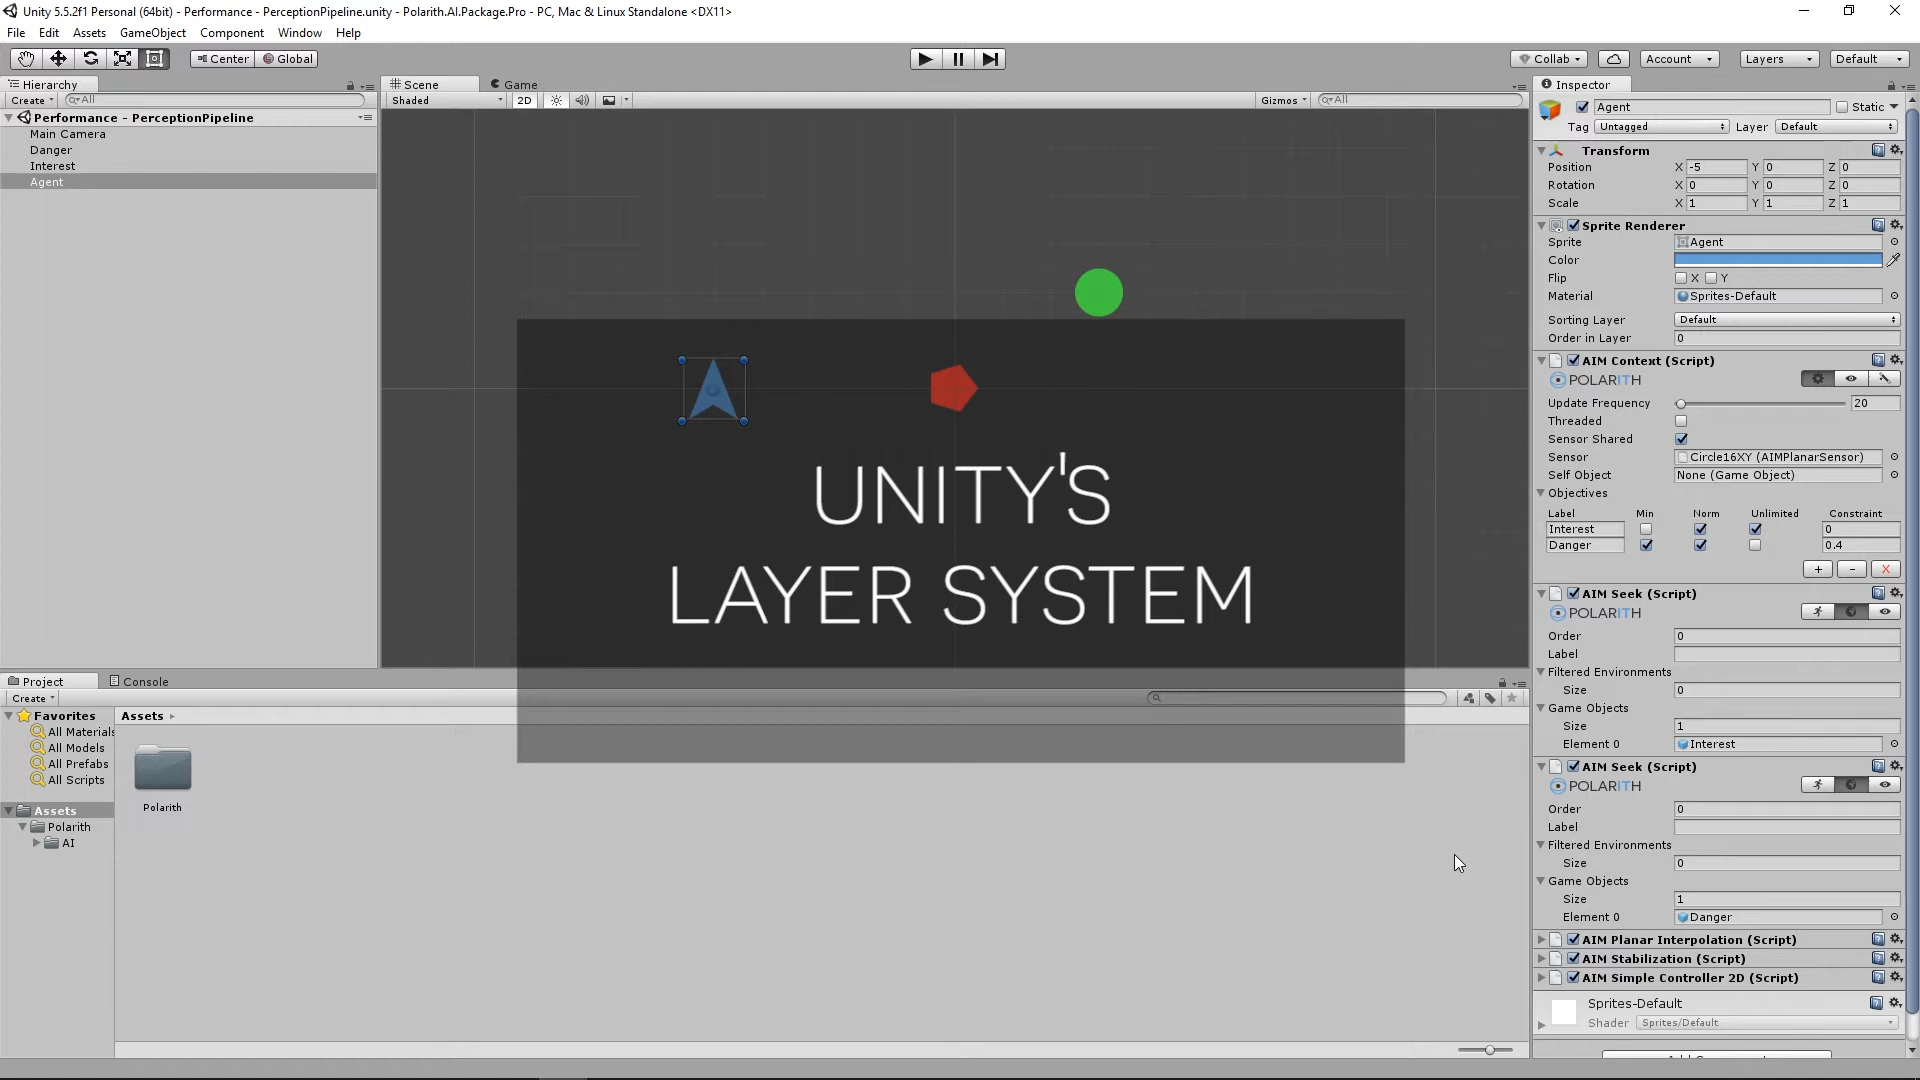 Unity 5.5.2f1 Personal (64bit) - Performance - PerceptionPipeline.unity - Polarith.AI.Package.Pro - PC, Mac & Linux Standalone <DX11>
File Edit Assets GameObject Component Window Help
Center Global Collab Account Layers Default
Hierarchy
Create All
Performance - PerceptionPipeline
Main Camera
Danger
Interest
Agent
Scene Game
Shaded 2D Gizmos All
UNITY'S
LAYER SYSTEM
Project Console
Create
Favorites
All Materials
All Models
All Prefabs
All Scripts
Assets
Polarith
AI
Assets
Polarith
Inspector
Agent Static
Tag Untagged Layer Default
Transform
Position X -5 Y 0 Z 0
Rotation X 0 Y 0 Z 0
Scale X 1 Y 1 Z 1
Sprite Renderer
Sprite Agent
Color
Flip X Y
Material Sprites-Default
Sorting Layer Default
Order in Layer 0
AIM Context (Script)
POLARITH
Update Frequency 20
Threaded
Sensor Shared
Sensor Circle16XY (AIMPlanarSensor)
Self Object None (Game Object)
Objectives
Label Min Norm Unlimited Constraint
Interest 0
Danger 0.4
+ - X
AIM Seek (Script)
POLARITH
Order 0
Label
Filtered Environments
Size 0
Game Objects
Size 1
Element 0 Interest
AIM Seek (Script)
POLARITH
Order 0
Label
Filtered Environments
Size 0
Game Objects
Size 1
Element 0 Danger
AIM Planar Interpolation (Script)
AIM Stabilization (Script)
AIM Simple Controller 2D (Script)
Sprites-Default
Shader Sprites/Default